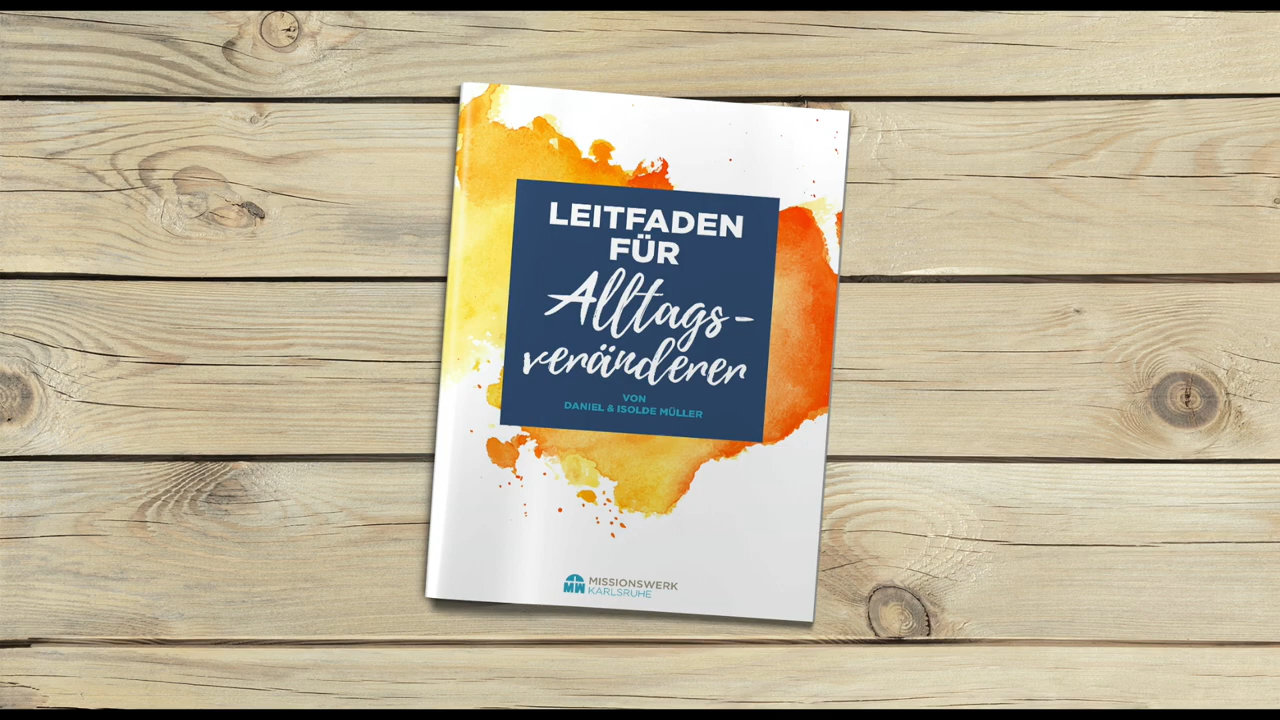 LEITFADEN
FÜR
Alltags-
veränderer
VON
DANIEL & ISOLDE MÜLLER
MW
MISSIONSWERK
KARLSRUHE